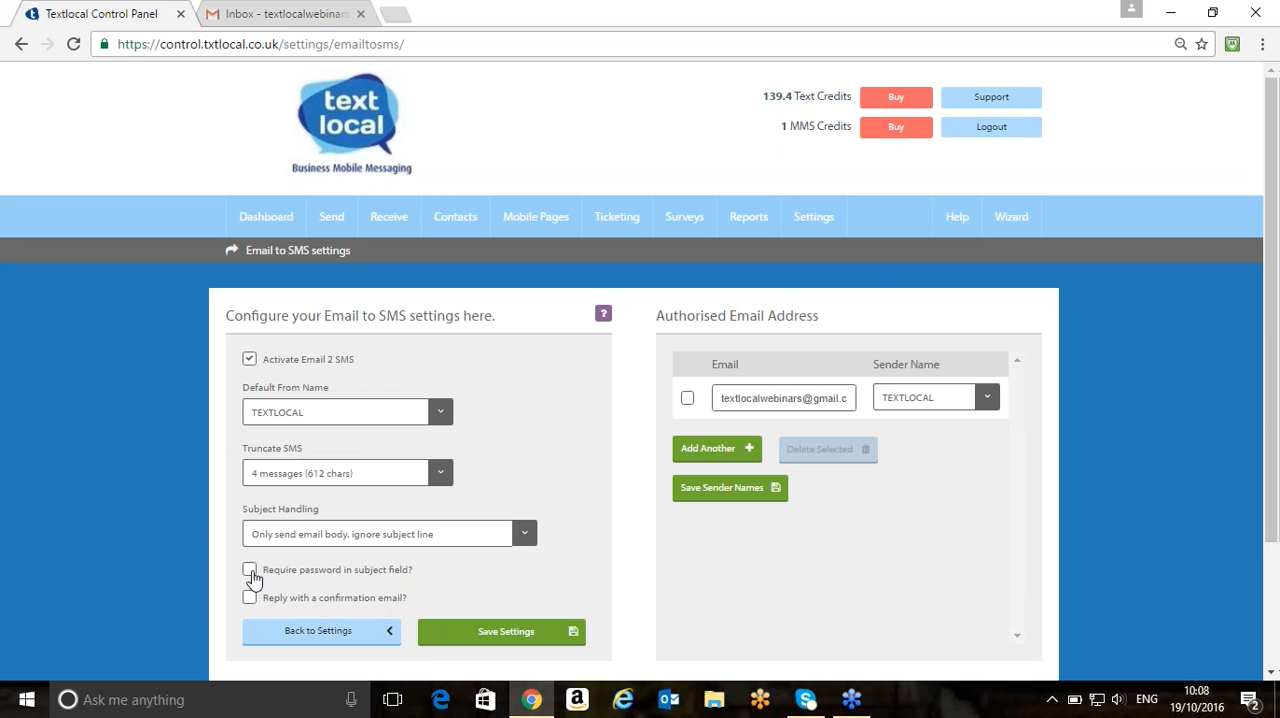 Textlocal Control Panel
Inbox - textlocalwebinars
https://control.txtlocal.co.uk/settings/emailtosms/
text
local
Business Mobile Messaging
139.4 Text Credits
Buy
Support
1 MMS Credits
Buy
Logout
Dashboard
Send
Receive
Contacts
Mobile Pages
Ticketing
Surveys
Reports
Settings
Help
Wizard
Email to SMS settings
Configure your Email to SMS settings here.
?
Activate Email 2 SMS
Default From Name
TEXTLOCAL
Truncate SMS
4 messages (612 chars)
Subject Handling
Only send email body, ignore subject line
Require password in subject field?
Reply with a confirmation email?
Back to Settings
Save Settings
Authorised Email Address
Email
Sender Name
textlocalwebinars@gmail.c
TEXTLOCAL
Add Another
Delete Selected
Save Sender Names
Ask me anything
ENG
10:08
19/10/2016
2